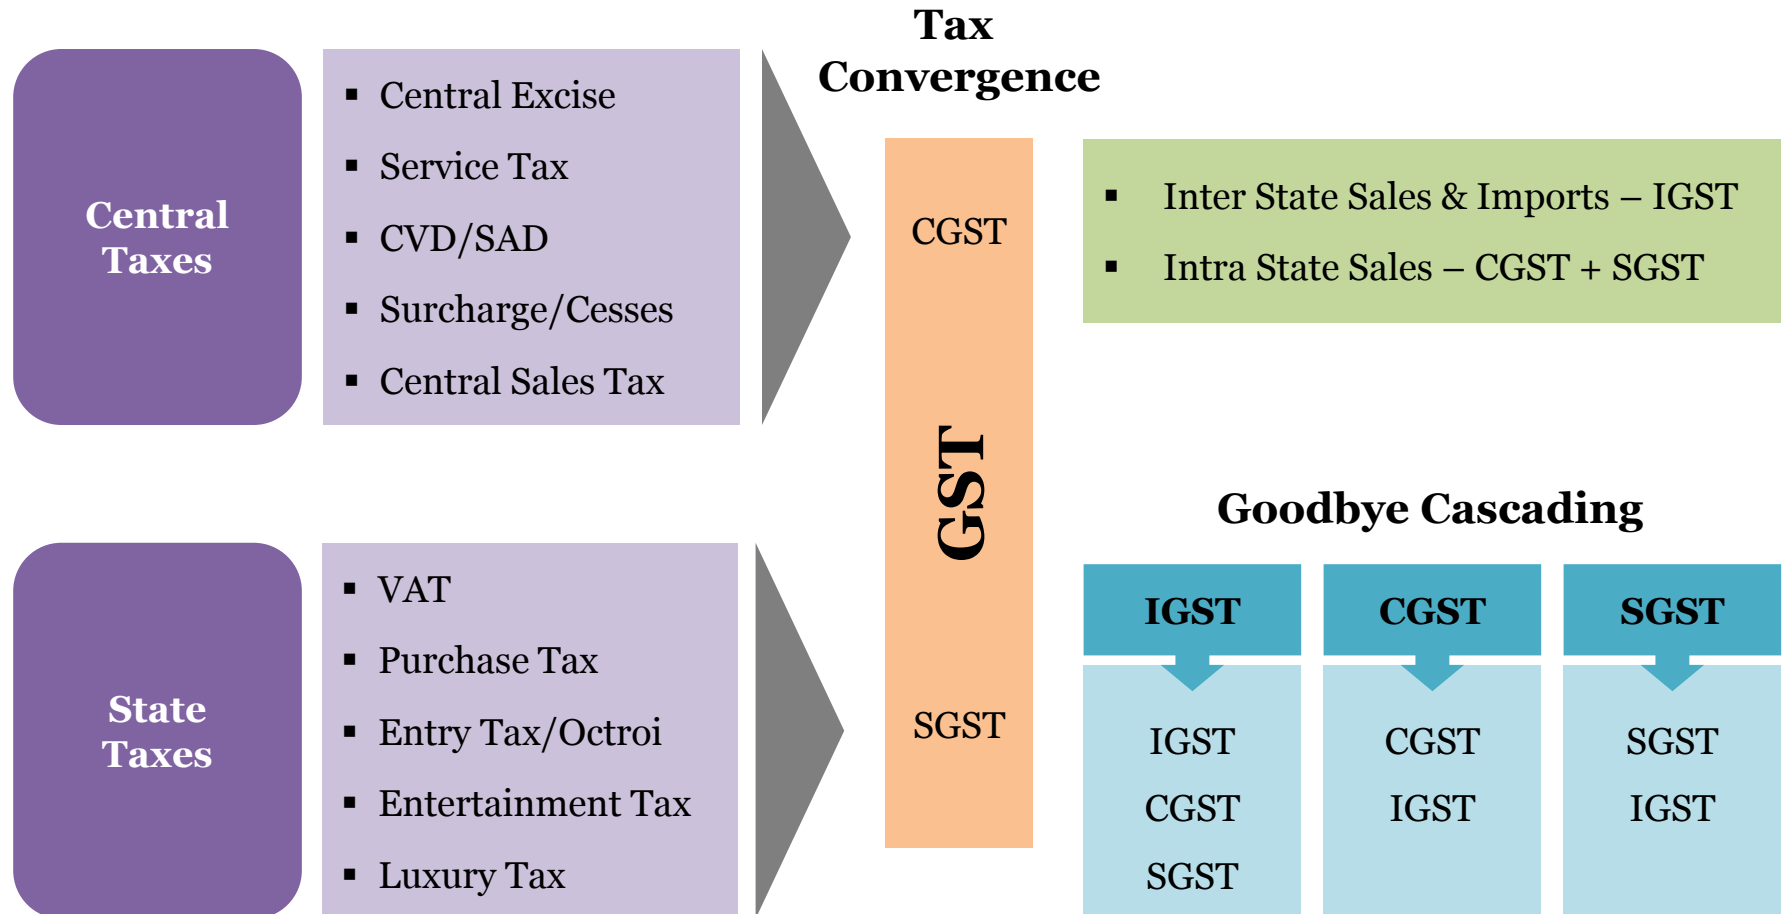 Tax
Convergence
Central
Taxes
▪ Central Excise
▪ Service Tax
▪ CVD/SAD
▪ Surcharge/Cesses
▪ Central Sales Tax
CGST
GST
SGST
▪ Inter State Sales & Imports – IGST
▪ Intra State Sales – CGST + SGST
State
Taxes
▪ VAT
▪ Purchase Tax
▪ Entry Tax/Octroi
▪ Entertainment Tax
▪ Luxury Tax
Goodbye Cascading
IGST
IGST
CGST
SGST
CGST
CGST
IGST
SGST
SGST
IGST